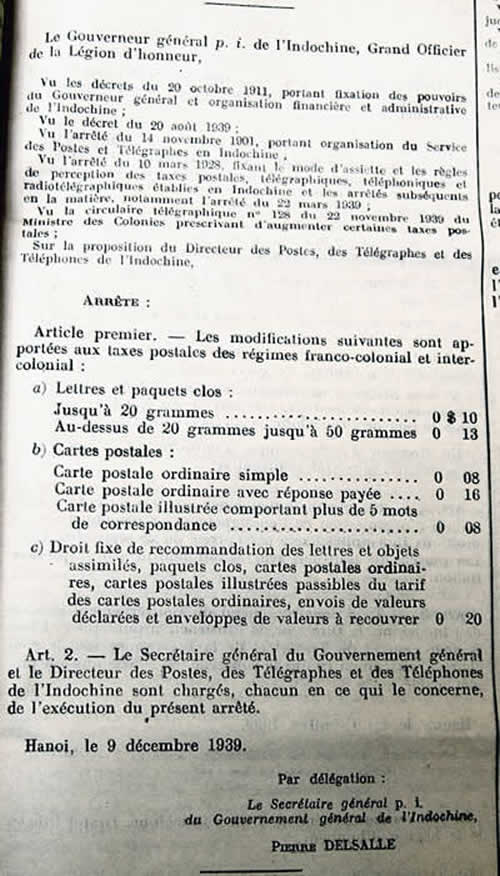 Le Gouverneur général p. i. de l'Indochine, Grand Officier
de la Légion d'honneur,
Vu les décrets du 20 octobre 1911, portant fixation des pouvoirs
du Gouverneur général et organisation financière et administrative
de l'Indochine ;
Vu le décret du 20 août 1939 ;
Vu l'arrêté du 14 novembre 1901, portant organisation du Service
des Postes et Télégraphes en Indochine ;
Vu l'arrêté du 10 mars 1928, fixant le mode d'assiette et les règles
de perception des taxes postales, télégraphiques, téléphoniques et
radiotélégraphiques établies en Indochine et les arrêtés subséquents
en la matière, notamment l'arrêté du 22 mars 1939 ;
Vu la circulaire télégraphique n° 128 du 22 novembre 1939 du
Ministre des Colonies prescrivant d'augmenter certaines taxes pos-
tales ;
Sur la proposition du Directeur des Postes, des Télégraphes et des
Téléphones de l'Indochine,
ARRÊTE :
Article premier. — Les modifications suivantes sont ap-
portées aux taxes postales des régimes franco-colonial et inter-
colonial :
a) Lettres et paquets clos :
Jusqu'à 20 grammes ........................ 0 $ 10
Au-dessus de 20 grammes jusqu'à 50 grammes 0 13
b) Cartes postales :
Carte postale ordinaire simple ............... 0 08
Carte postale ordinaire avec réponse payée .... 0 16
Carte postale illustrée comportant plus de 5 mots
de correspondance ........................ 0 08
c) Droit fixe de recommandation des lettres et objets
assimilés, paquets clos, cartes postales ordinai-
res, cartes postales illustrées passibles du tarif
des cartes postales ordinaires, envois de valeurs
déclarées et enveloppes de valeurs à recouvrer 0 20
Art. 2. — Le Secrétaire général du Gouvernement général
et le Directeur des Postes, des Télégraphes et des Téléphones
de l'Indochine sont chargés, chacun en ce qui le concerne,
de l'exécution du présent arrêté.
Hanoi, le 9 décembre 1939.
Par délégation :
Le Secrétaire général p. i.
du Gouvernement général de l'Indochine,
PIERRE DELSALLE